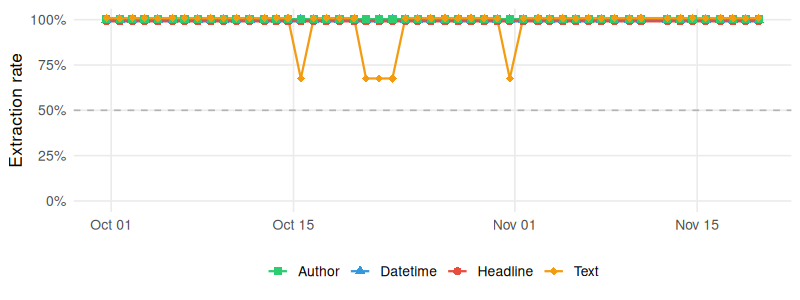 100%
75%
50%
25%
0%
Extraction rate
Oct 01 Oct 15 Nov 01 Nov 15
Author Datetime Headline Text